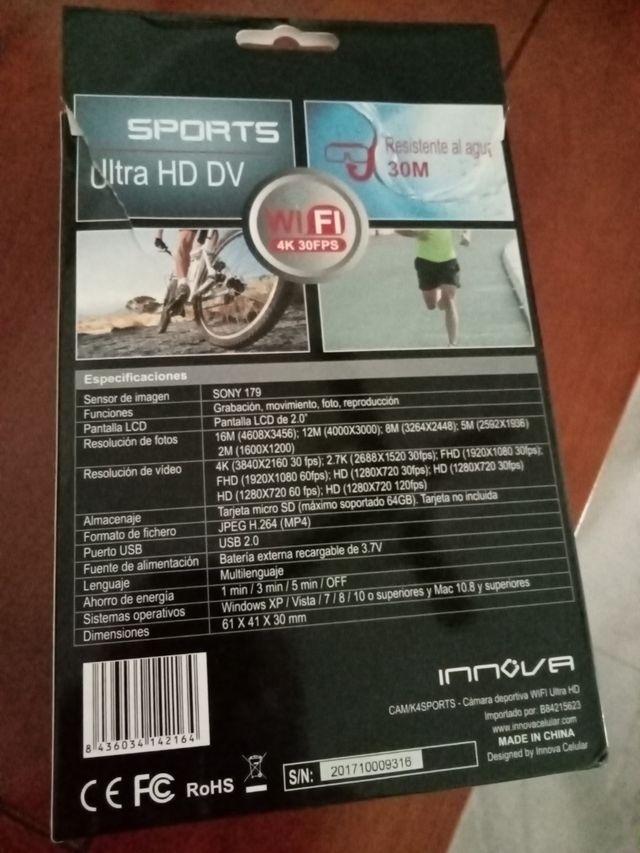 SPORTS
Ultra HD DV
Resistente al agua
30M
WIFI
4K 30FPS
Especificaciones
Sensor de imagen SONY 179
Funciones Grabación, movimiento, foto, reproducción
Pantalla LCD Pantalla LCD de 2.0"
Resolución de fotos 16M (4608X3456); 12M (4000X3000); 8M (3264X2448); 5M (2592X1936)
2M (1600X1200)
Resolución de vídeo 4K (3840X2160 30 fps); 2.7K (2688X1520 30fps); FHD (1920X1080 30fps);
FHD (1920X1080 60fps); HD (1280X720 30fps); HD (1280X720 30fps)
HD (1280X720 60 fps); HD (1280X720 120fps)
Almacenaje Tarjeta micro SD (máximo soportado 64GB). Tarjeta no incluida
Formato de fichero JPEG H.264 (MP4)
Puerto USB USB 2.0
Fuente de alimentación Batería externa recargable de 3.7V
Lenguaje Multilenguaje
Ahorro de energía 1 min / 3 min / 5 min / OFF
Sistemas operativos Windows XP / Vista / 7 / 8 / 10 o superiores y Mac 10.8 y superiores
Dimensiones 61 X 41 X 30 mm
INNOVA
CAM/K4SPORTS - Cámara deportiva WIFI Ultra HD
Importado por: B84215623
www.innovacelular.com
MADE IN CHINA
Designed by Innova Celular
8 436034 142164
CE FC RoHS
S/N: 201710009316